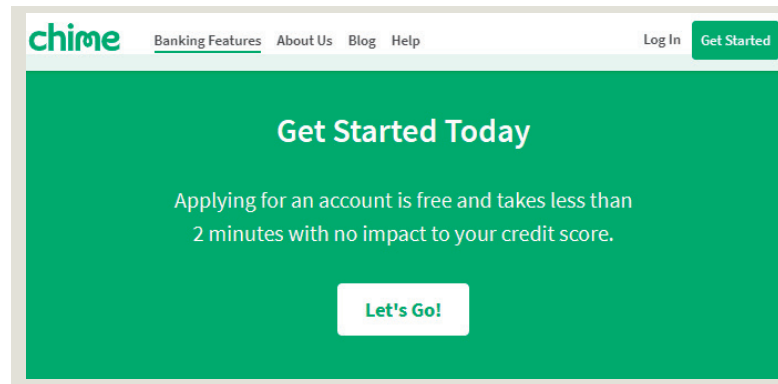 chime Banking Features About Us Blog Help Log In Get Started
Get Started Today
Applying for an account is free and takes less than
2 minutes with no impact to your credit score.
Let's Go!